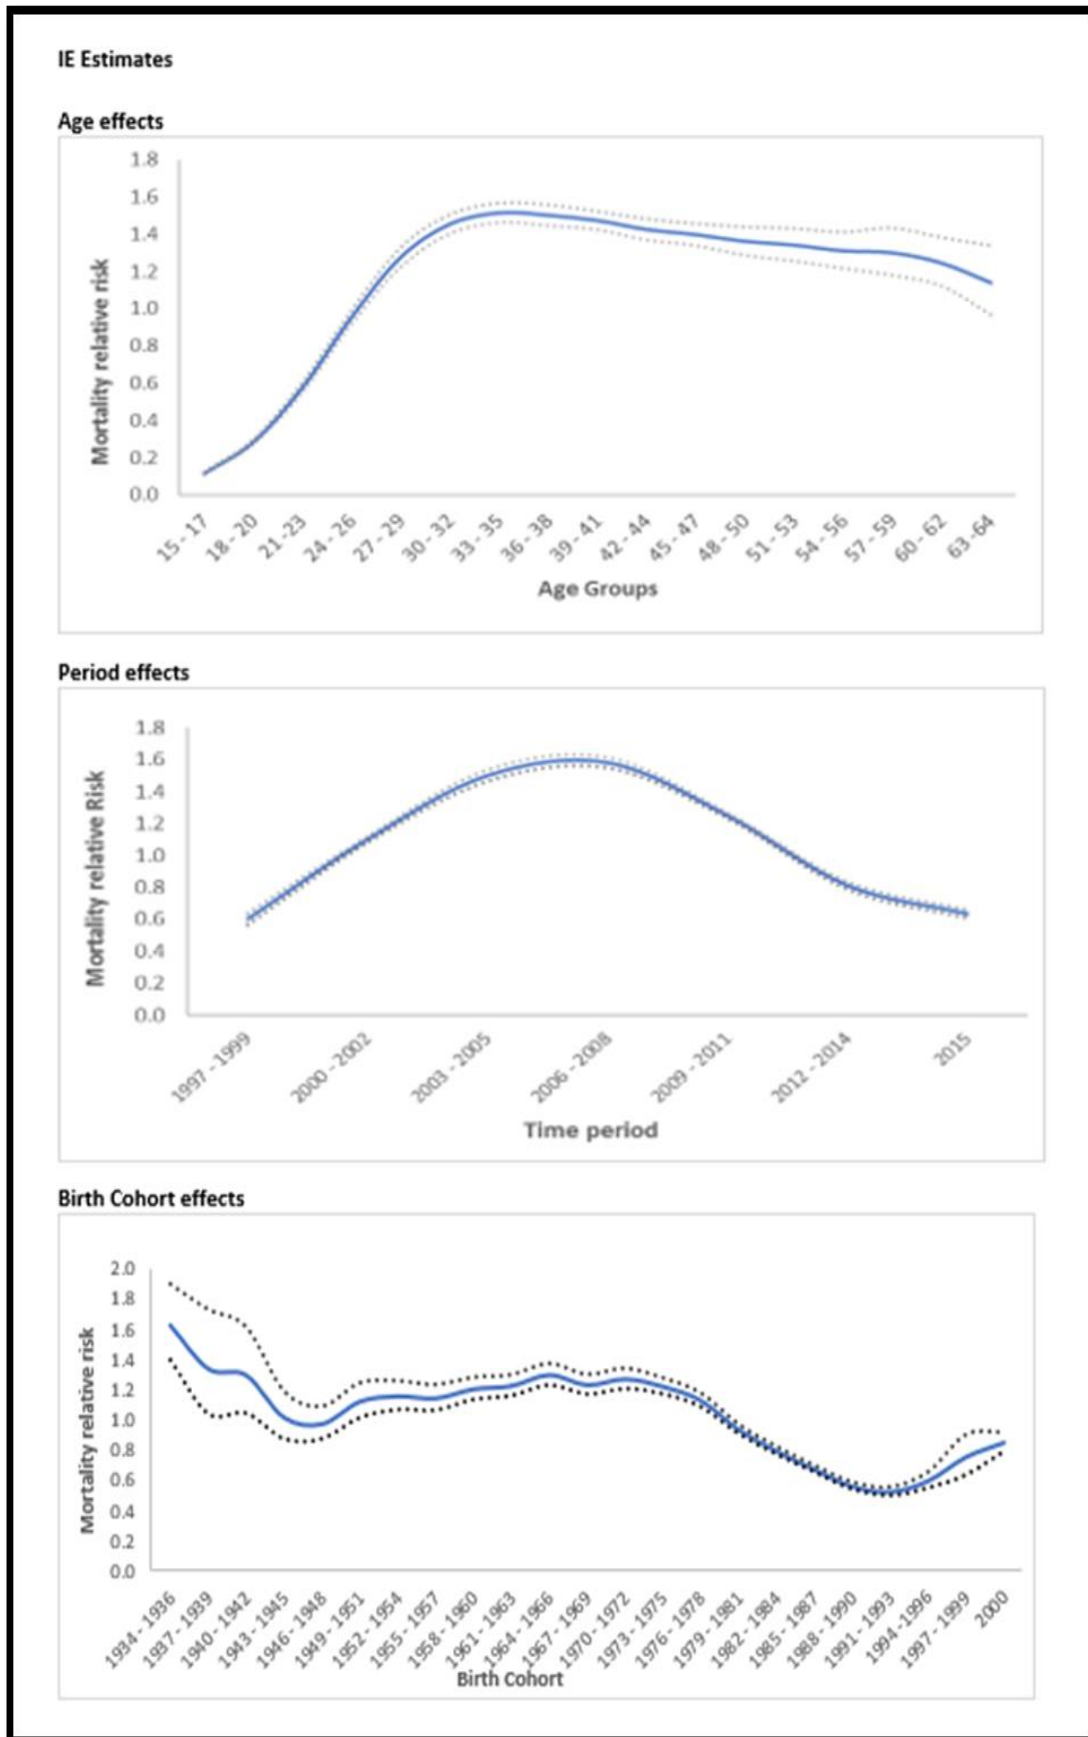 IE Estimates
Age effects
Mortality relative risk
1.8
1.6
1.4
1.2
1.0
0.8
0.6
0.4
0.2
0.0
15 - 17
18 - 20
21 -23
24 - 26
27 - 29
30 - 32
33 - 35
36 - 38
39 - 41
42 - 44
45 - 47
48 - 50
51 - 53
54 - 56
57 - 59
60 - 62
63 -64
Age Groups
Period effects
Mortality relative Risk
1.8
1.6
1.4
1.2
1.0
0.8
0.6
0.4
0.2
0.0
1997 - 1999
2000 - 2002
2003 - 2005
2006 - 2008
2009 - 2011
2012 - 2014
2015
Time period
Birth Cohort effects
Mortality relative risk
2.0
1.8
1.6
1.4
1.2
1.0
0.8
0.6
0.4
0.2
0.0
1934 - 1936
1937 - 1939
1940 - 1942
1943 - 1945
1946 - 1948
1949 - 1951
1952 - 1954
1955 - 1957
1958 - 1960
1961 - 1963
1964 - 1966
1967 - 1969
1970 - 1972
1973 - 1975
1976 - 1978
1979 - 1981
1982 - 1984
1985 - 1987
1988 - 1990
1991 - 1993
1994 -1996
1997 - 1999
2000
Birth Cohort